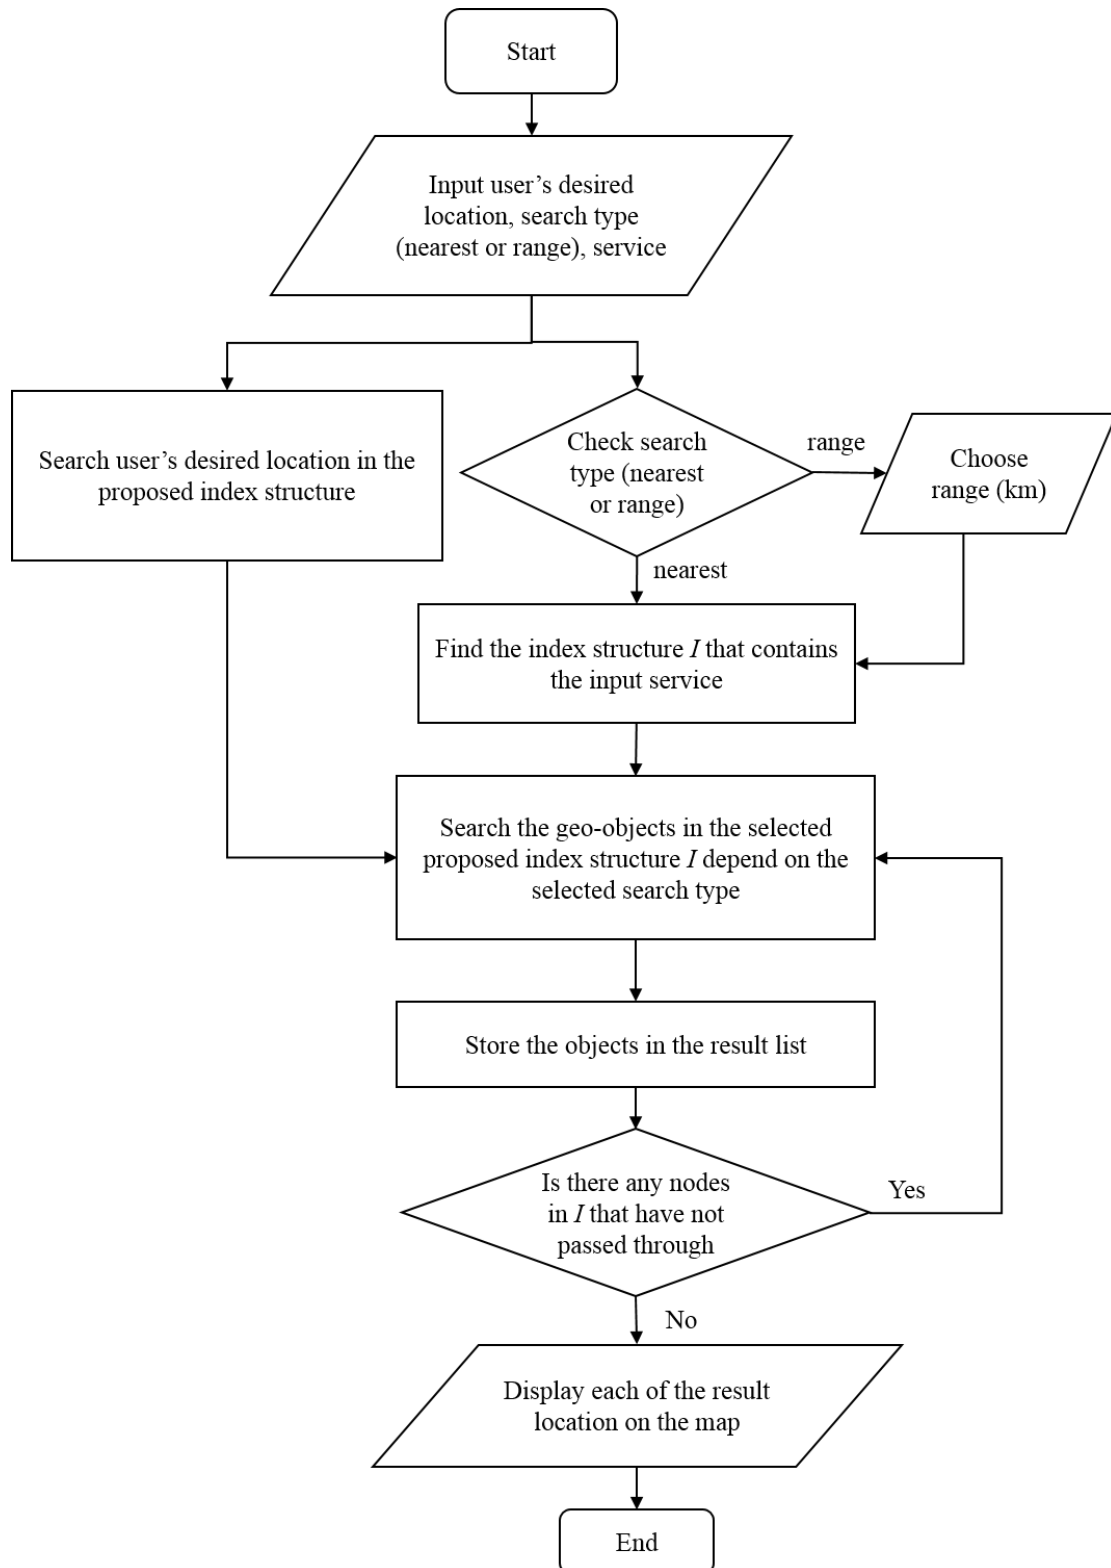 Start
Input user's desired
location, search type
(nearest or range), service
Search user's desired location in the
proposed index structure
Check search
type (nearest
or range)
range
Choose
range (km)
nearest
Find the index structure I that contains
the input service
Search the geo-objects in the selected
proposed index structure I depend on the
selected search type
Store the objects in the result list
Is there any nodes
in I that have not
passed through
Yes
No
Display each of the result
location on the map
End